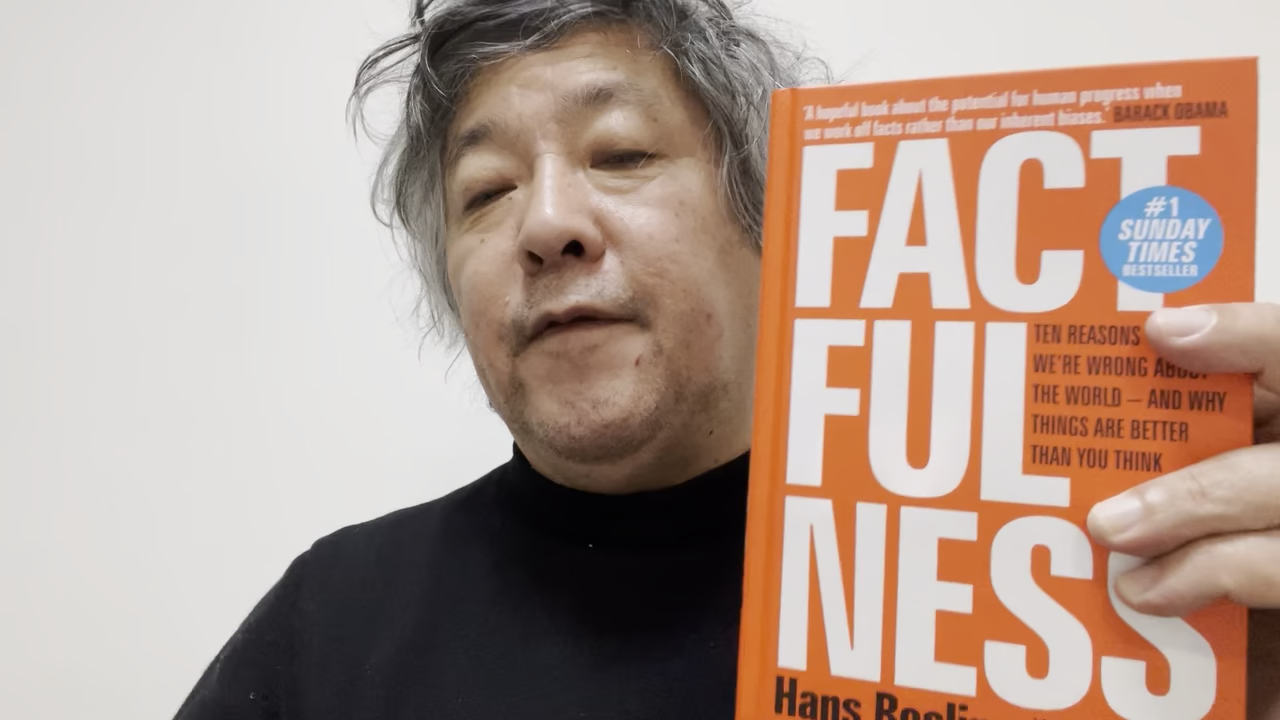 'A hopeful book about the potential for human progress when
we work off facts rather than our inherent biases.' BARACK OBAMA
FACT
#1
SUNDAY
TIMES
BESTSELLER
FUL
TEN REASONS
WE'RE WRONG ABOUT
THE WORLD – AND WHY
THINGS ARE BETTER
THAN YOU THINK
NESS
Hans Rosling